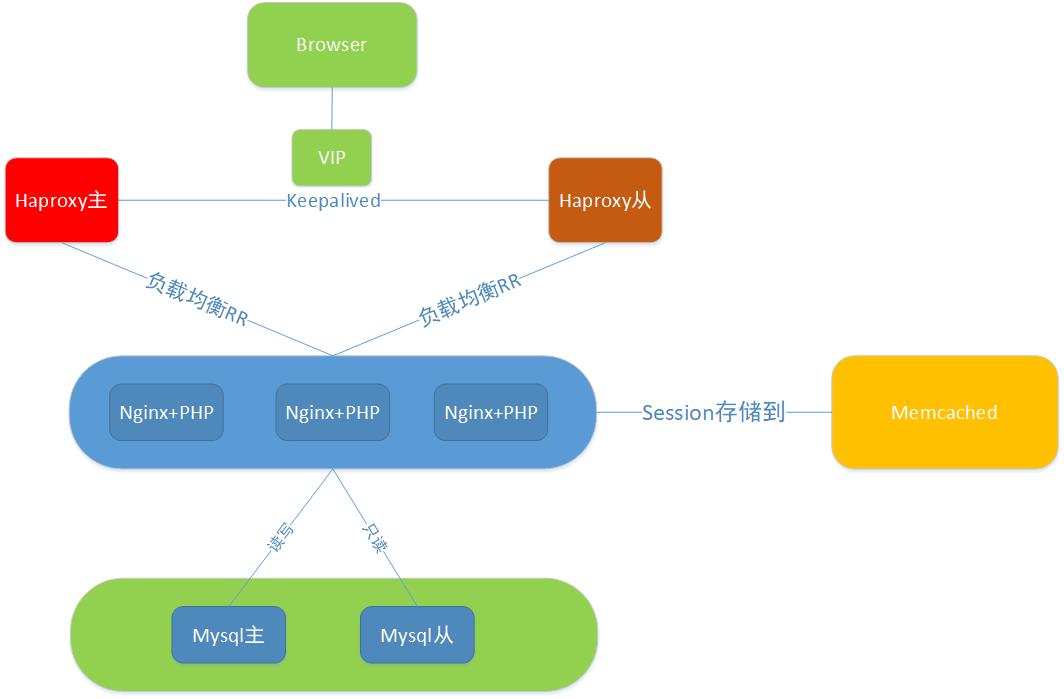 Browser
VIP
Haproxy主
Keepalived
Haproxy从
负载均衡RR
负载均衡RR
Nginx+PHP
Nginx+PHP
Nginx+PHP
Session存储到
Memcached
读写
只读
Mysql主
Mysql从